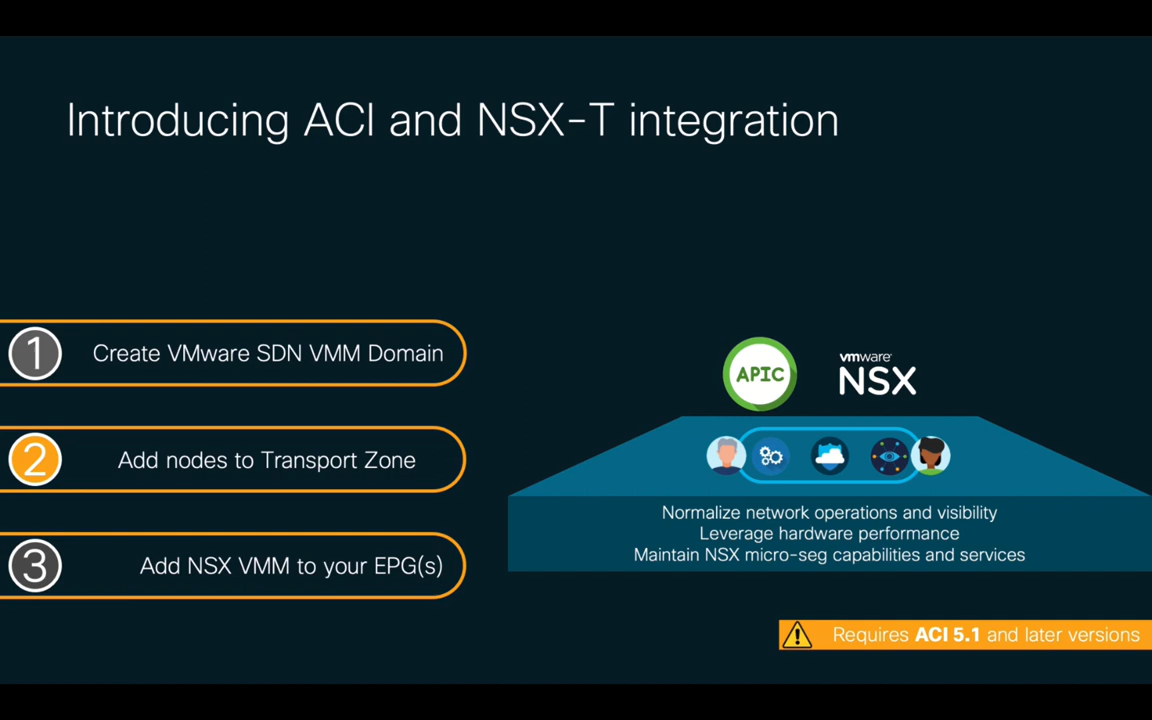 Introducing ACI and NSX-T integration
1 Create VMware SDN VMM Domain
2 Add nodes to Transport Zone
3 Add NSX VMM to your EPG(s)
APIC
vmware®
NSX
Normalize network operations and visibility
Leverage hardware performance
Maintain NSX micro-seg capabilities and services
Requires ACI 5.1 and later versions